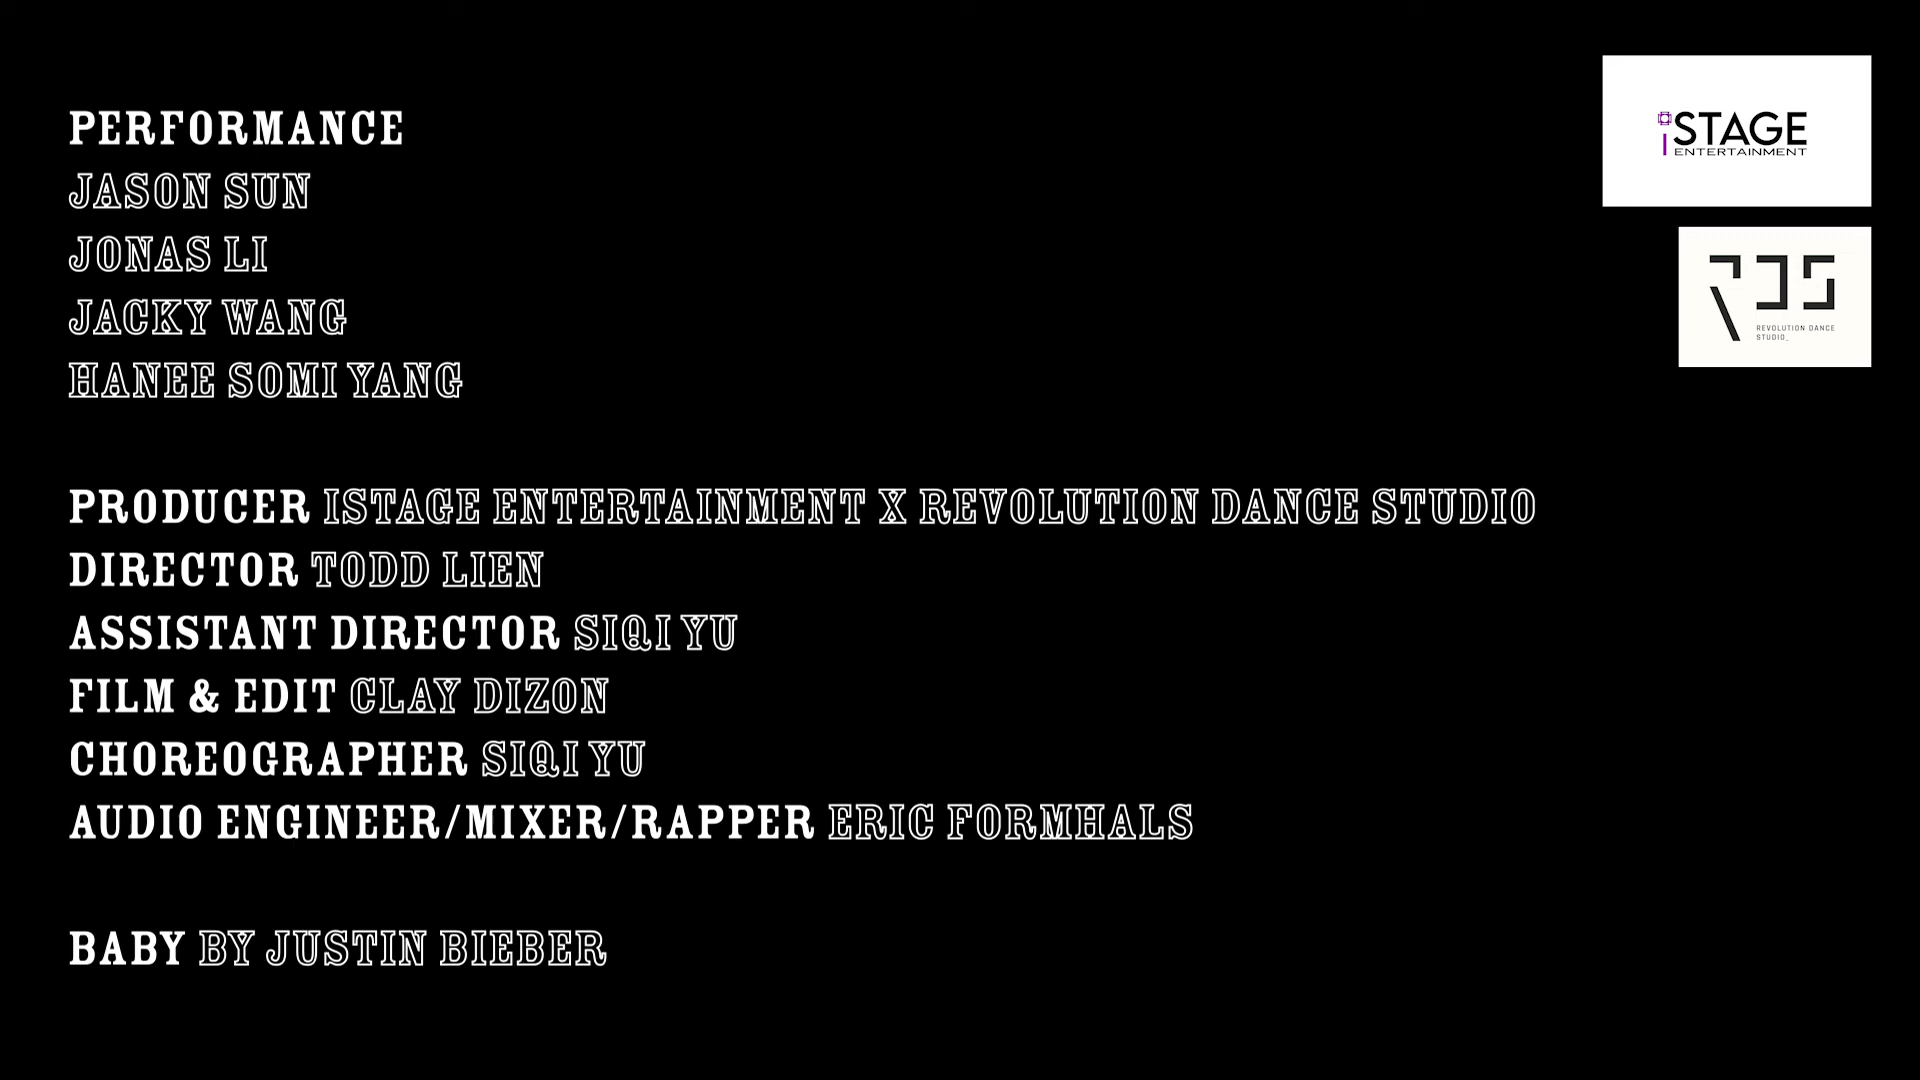 PERFORMANCE
JASON SUN
JONAS LI
JACKY WANG
HANEE SOMI YANG
PRODUCER ISTAGE ENTERTAINMENT X REVOLUTION DANCE STUDIO
DIRECTOR TODD LIEN
ASSISTANT DIRECTOR SIQI YU
FILM & EDIT CLAY DIZON
CHOREOGRAPHER SIQI YU
AUDIO ENGINEER/MIXER/RAPPER ERIC FORMHALS
BABY BY JUSTIN BIEBER
iSTAGE
ENTERTAINMENT
RDS
REVOLUTION DANCE
STUDIO_